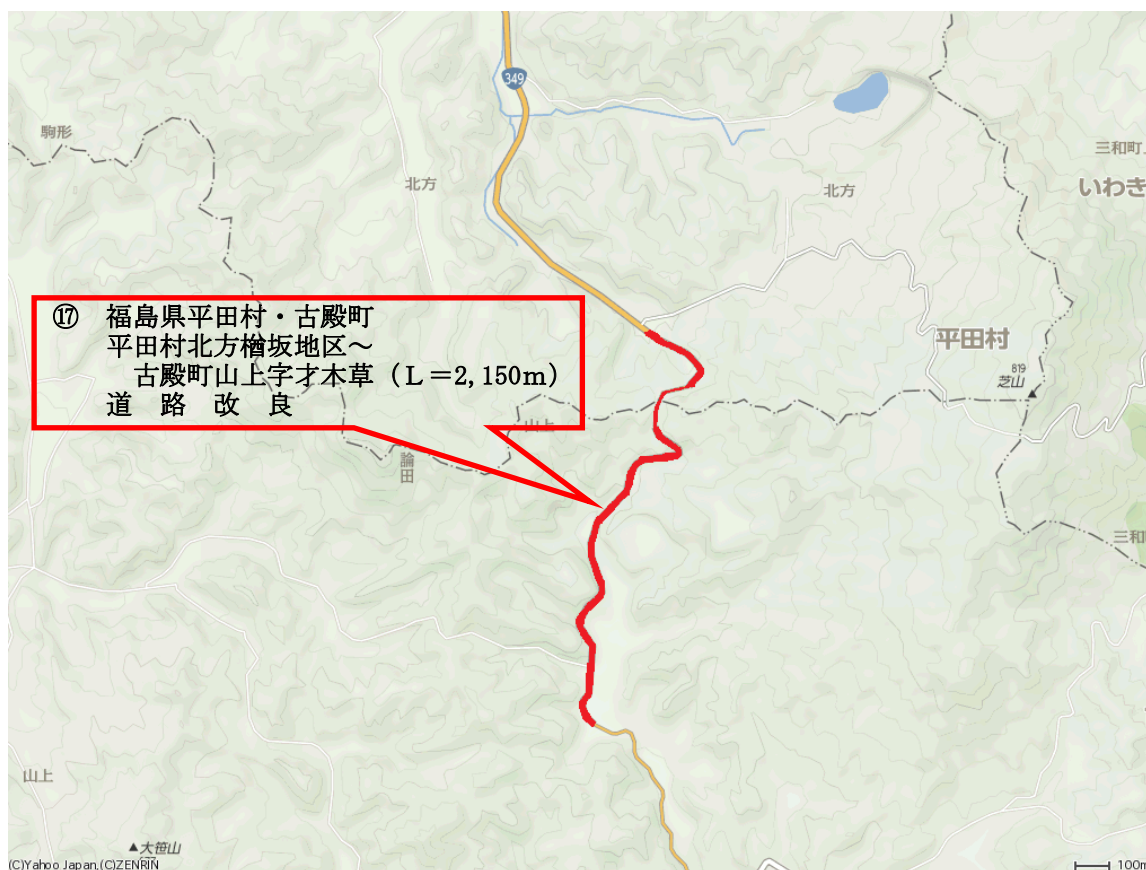 349
駒形
三和町
北方
北方
いわき
⑰ 福島県平田村・古殿町
平田村北方楢坂地区～
古殿町山上字才木草（L＝2,150m）
道 路 改 良
平田村
819
芝山
山上
論田
三和
山上
大笹山
(C)Yahoo Japan,(C)ZENRIN
100m